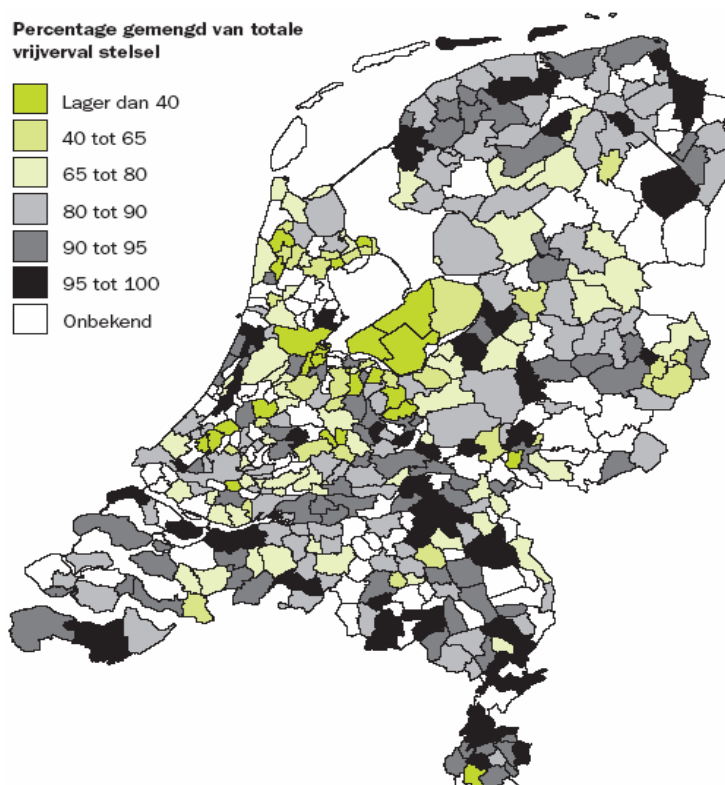 Percentage gemengd van totale
vrijverval stelsel
Lager dan 40
40 tot 65
65 tot 80
80 tot 90
90 tot 95
95 tot 100
Onbekend